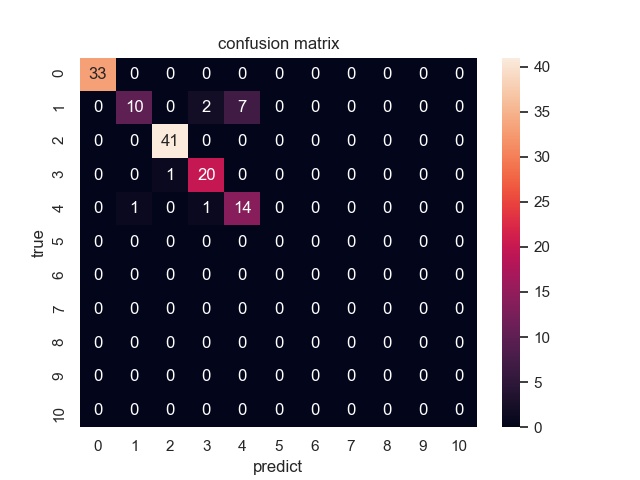 confusion matrix
0 33 0 0 0 0 0 0 0 0 0 0 40
1 0 10 0 2 7 0 0 0 0 0 0 35
2 0 0 41 0 0 0 0 0 0 0 0 30
3 0 0 1 20 0 0 0 0 0 0 0 25
4 0 1 0 1 14 0 0 0 0 0 0 20
true
5 0 0 0 0 0 0 0 0 0 0 0
6 0 0 0 0 0 0 0 0 0 0 0 15
7 0 0 0 0 0 0 0 0 0 0 0 10
8 0 0 0 0 0 0 0 0 0 0 0
9 0 0 0 0 0 0 0 0 0 0 0 5
10 0 0 0 0 0 0 0 0 0 0 0 0
0 1 2 3 4 5 6 7 8 9 10
predict